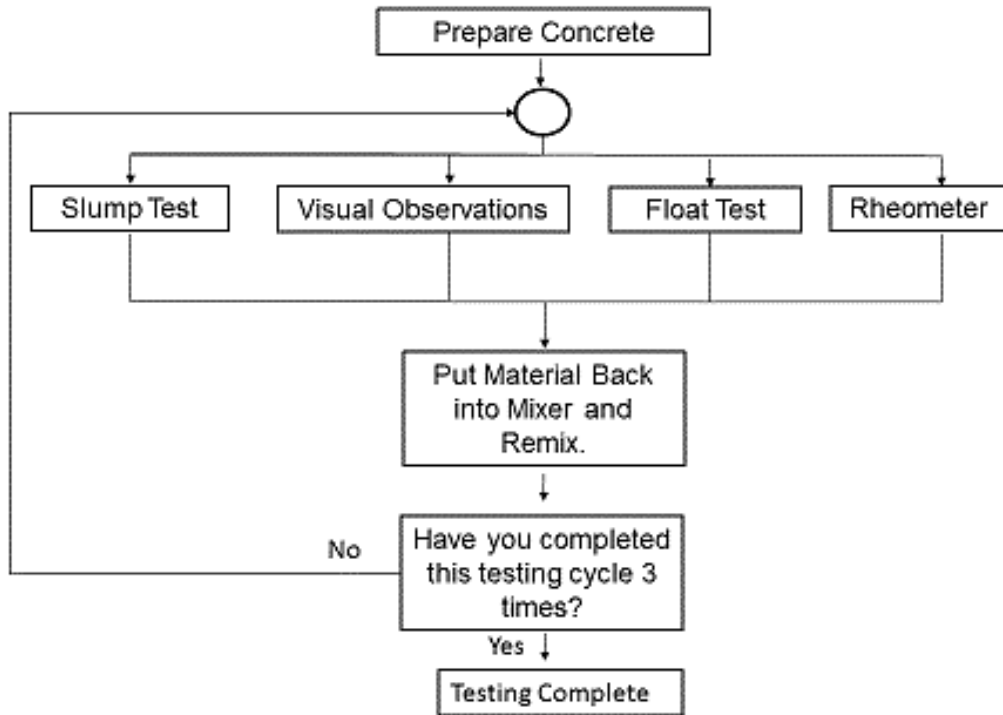 Prepare Concrete
Slump Test
Visual Observations
Float Test
Rheometer
Put Material Back
into Mixer and
Remix.
Have you completed
this testing cycle 3
times?
No
Yes
Testing Complete